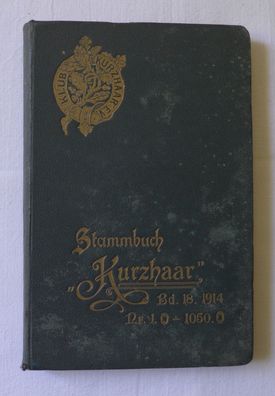 KLUB KURZHAAR E.V.
Stammbuch
„Kurzhaar„
Bd. 18. 1914
Nr. 1. O - 1050. O